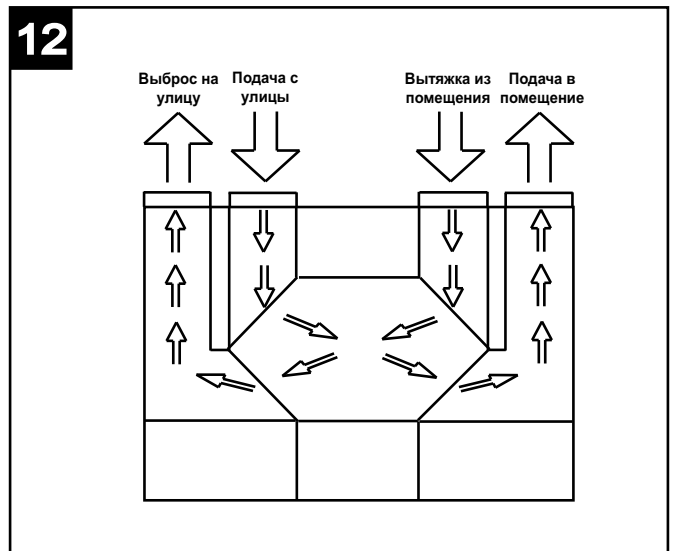 12
Выброс на
улицу
Подача с
улицы
Вытяжка из
помещения
Подача в
помещение